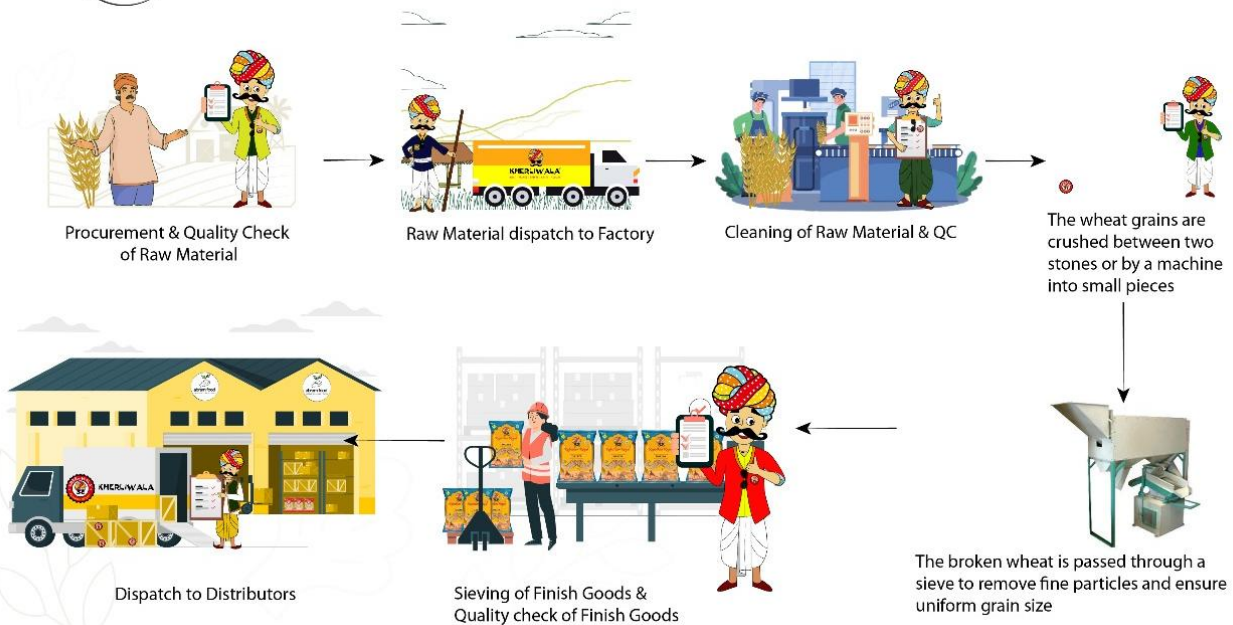 Procurement & Quality Check
of Raw Material
KHERLIWALA
Raw Material dispatch to Factory
Cleaning of Raw Material & QC
The wheat grains are
crushed between two
stones or by a machine
into small pieces
The broken wheat is passed through a
sieve to remove fine particles and ensure
uniform grain size
Sieving of Finish Goods &
Quality check of Finish Goods
KHERLIWALA
Dispatch to Distributors